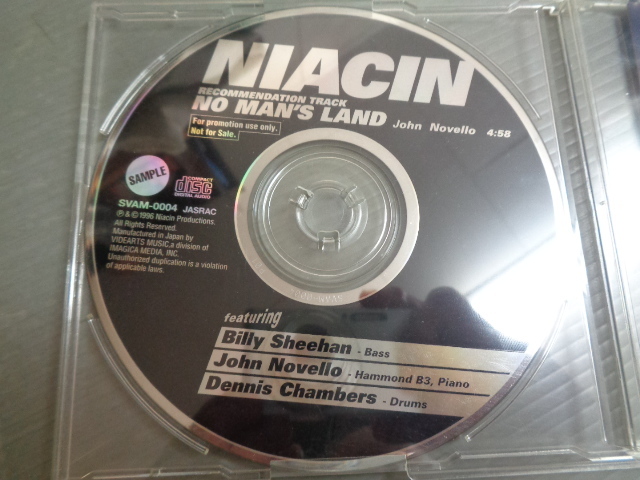 NIACIN
RECOMMENDATION TRACK
NO MAN'S LAND John Novello 4:58
For promotion use only.
Not for Sale.
SAMPLE
COMPACT
disc
DIGITAL AUDIO
SVAM-0004 JASRAC
℗ & © 1996 Niacin Productions.
All Rights Reserved.
Manufactured in Japan by
VIDEARTS MUSIC,a division of
IMAGICA MEDIA, INC.
Unauthorized duplication is a violation
of applicable laws.
featuring
Billy Sheehan - Bass
John Novello - Hammond B3, Piano
Dennis Chambers - Drums